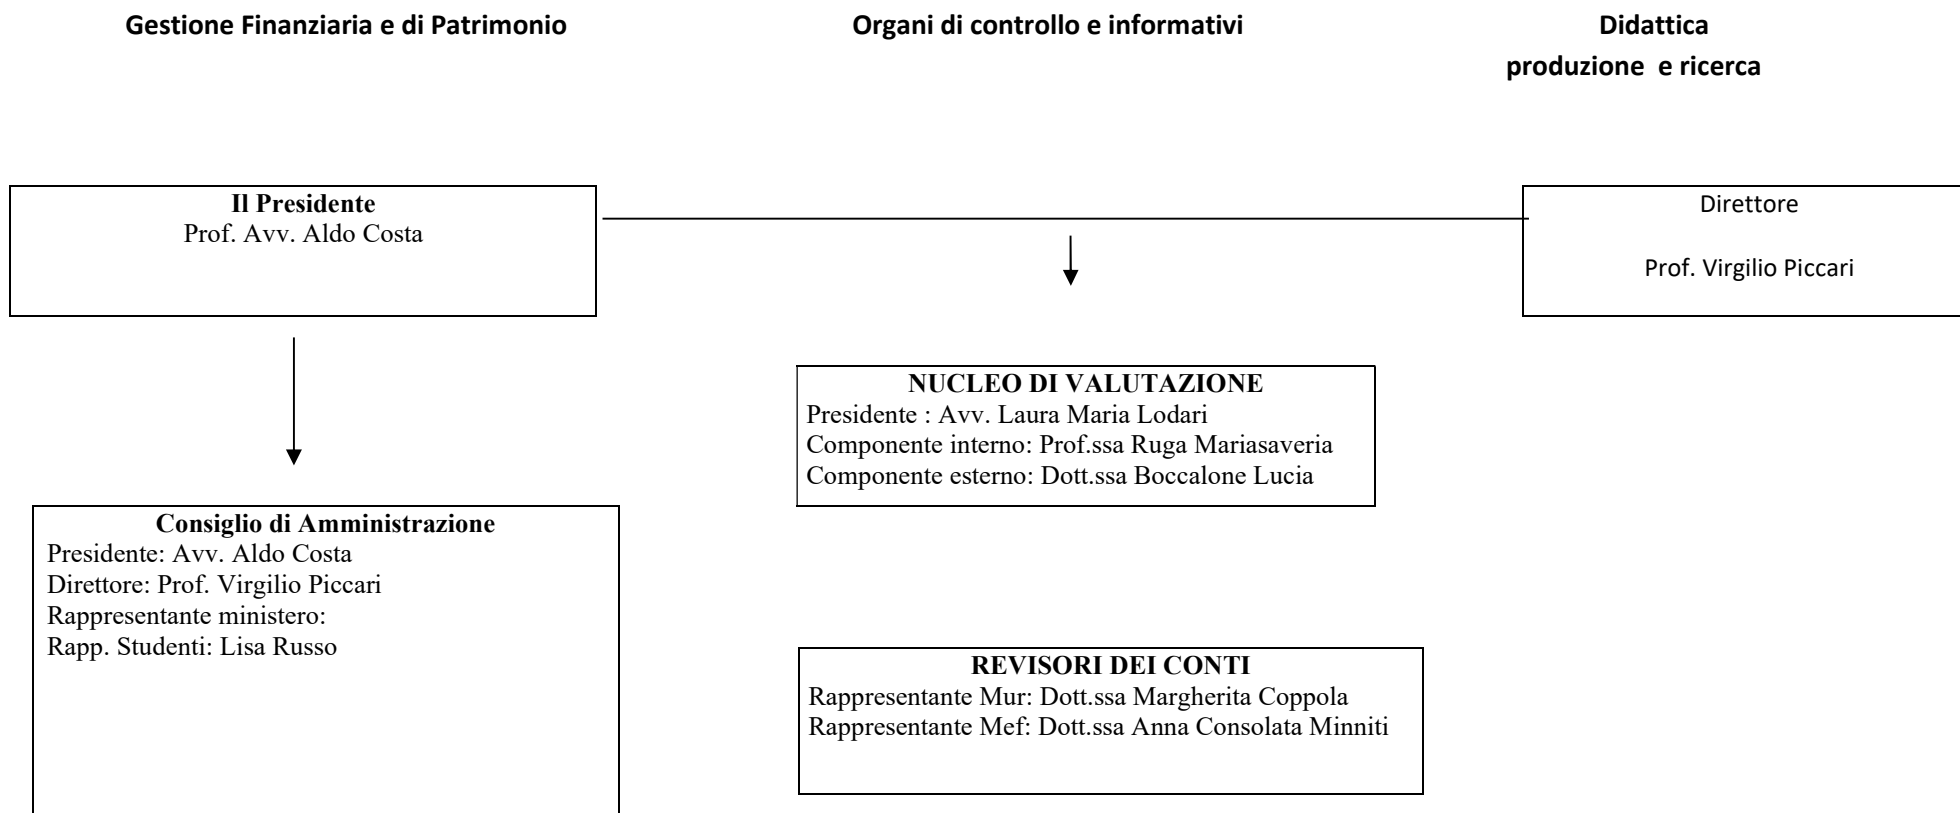 Gestione Finanziaria e di Patrimonio
Organi di controllo e informativi
Didattica
produzione e ricerca
Il Presidente
Prof. Avv. Aldo Costa
Direttore
Prof. Virgilio Piccari
NUCLEO DI VALUTAZIONE
Presidente : Avv. Laura Maria Lodari
Componente interno: Prof.ssa Ruga Mariasaveria
Componente esterno: Dott.ssa Boccalone Lucia
Consiglio di Amministrazione
Presidente: Avv. Aldo Costa
Direttore: Prof. Virgilio Piccari
Rappresentante ministero:
Rapp. Studenti: Lisa Russo
REVISORI DEI CONTI
Rappresentante Mur: Dott.ssa Margherita Coppola
Rappresentante Mef: Dott.ssa Anna Consolata Minniti